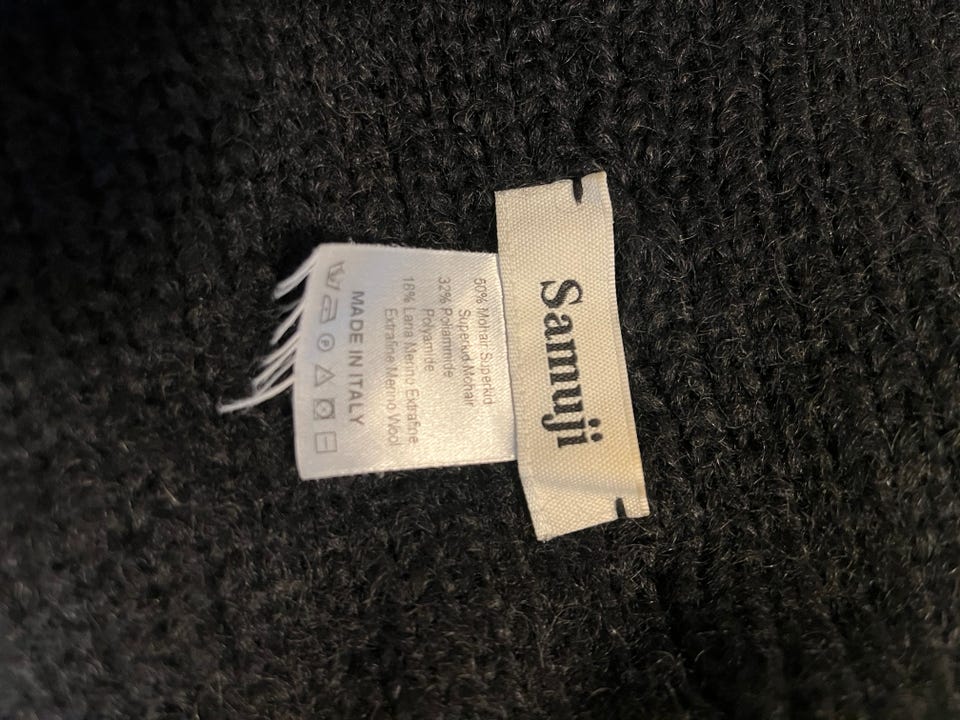 Samuji
50% Mohair Superkid
Superkid Mohair
32% Poliammide
Polyamide
18% Lana Merino Extrafine
Extrafine Merino Wool
MADE IN ITALY
P